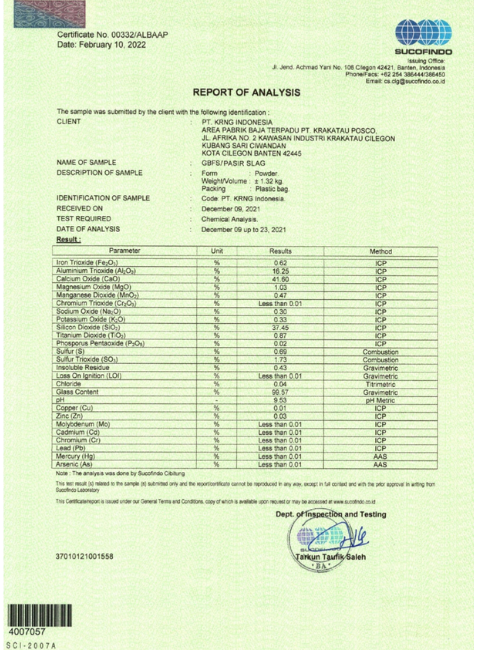 Certificate No. 00332/ALBAAP
Date: February 10, 2022
SUCOFINDO
Issuing Office:
Jl. Jend. Achmad Yani No. 106 Cilegon 42421, Banten, Indonesia
Phone/Facs: +62 254 386444/386450
Email: cs.clg@sucofindo.co.id
REPORT OF ANALYSIS
The sample was submitted by the client with the following identification :
CLIENT : PT. KRNG INDONESIA
AREA PABRIK BAJA TERPADU PT. KRAKATAU POSCO.
JL. AFRIKA NO. 2 KAWASAN INDUSTRI KRAKATAU CILEGON
KUBANG SARI CIWANDAN
KOTA CILEGON BANTEN 42445
NAME OF SAMPLE : GBFS/PASIR SLAG
DESCRIPTION OF SAMPLE : Form : Powder.
Weight/Volume : ± 1.32 kg.
Packing : Plastic bag.
IDENTIFICATION OF SAMPLE : Code: PT. KRNG Indonesia.
RECEIVED ON : December 09, 2021
TEST REQUIRED : Chemical Analysis.
DATE OF ANALYSIS : December 09 up to 23, 2021
Result :
Parameter Unit Results Method
Iron Trioxide (Fe₂O₃) % 0.62 ICP
Aluminium Trioxide (Al₂O₃) % 16.25 ICP
Calcium Oxide (CaO) % 41.60 ICP
Magnesium Oxide (MgO) % 1.03 ICP
Manganese Dioxide (MnO₂) % 0.47 ICP
Chromium Trioxide (Cr₂O₃) % Less than 0.01 ICP
Sodium Oxide (Na₂O) % 0.30 ICP
Potassium Oxide (K₂O) % 0.33 ICP
Silicon Dioxide (SiO₂) % 37.45 ICP
Titanium Dioxide (TiO₂) % 0.87 ICP
Phosporus Pentaoxide (P₂O₅) % 0.02 ICP
Sulfur (S) % 0.69 Combustion
Sulfur Trioxide (SO₃) % 1.73 Combustion
Insoluble Residue % 0.43 Gravimetric
Loss On Ignition (LOI) % Less than 0.01 Gravimetric
Chloride % 0.04 Titrimetric
Glass Content % 98.57 Gravimetric
pH - 9.53 pH Metric
Copper (Cu) % 0.01 ICP
Zinc (Zn) % 0.03 ICP
Molybdenum (Mo) % Less than 0.01 ICP
Cadmium (Cd) % Less than 0.01 ICP
Chromium (Cr) % Less than 0.01 ICP
Lead (Pb) % Less than 0.01 ICP
Mercury (Hg) % Less than 0.01 AAS
Arsenic (As) % Less than 0.01 AAS
Note : The analysis was done by Sucofindo Cibitung
This test result (s) related to the sample (s) submitted only and the report/certificate cannot be reproduced in any way, except in full context and with the prior approval in writing from
Sucofindo Laboratory
This Certificate/report is issued under our General Terms and Conditions, copy of which is available upon request or may be accessed at www.sucofindo.co.id
Dept. of Inspection and Testing
Tarkun Taufik Saleh
BA
37010121001558
4007057
SCI-2007A